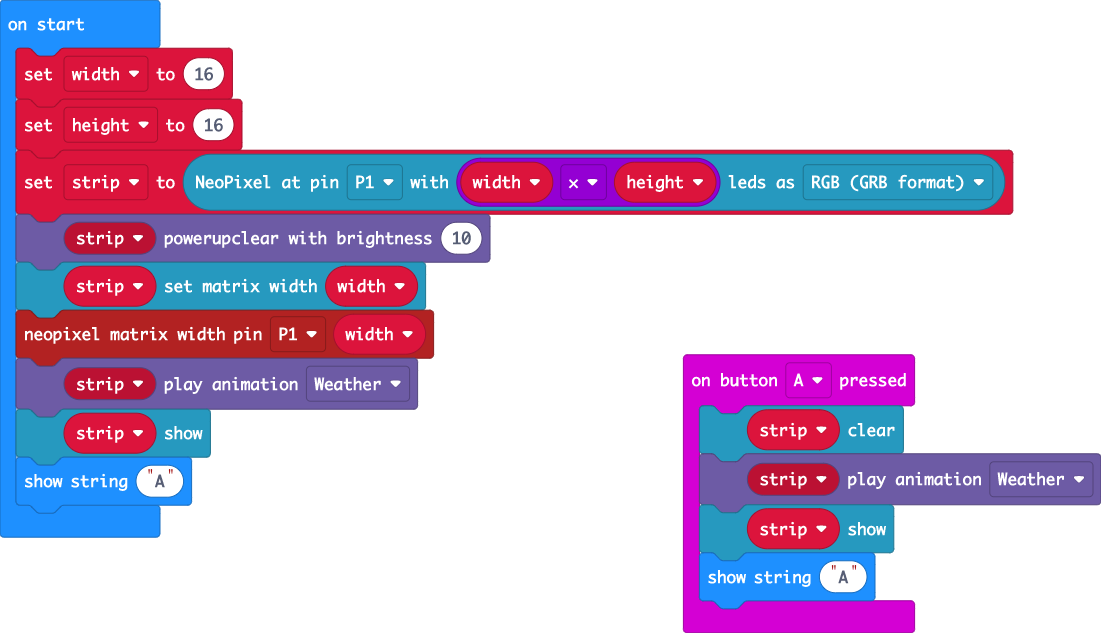 on start
set width to 16
set height to 16
set strip to NeoPixel at pin P1 with width × height leds as RGB (GRB format)
strip powerupclear with brightness 10
strip set matrix width width
neopixel matrix width pin P1 width
strip play animation Weather
strip show
show string "A"
on button A pressed
strip clear
strip play animation Weather
strip show
show string "A"